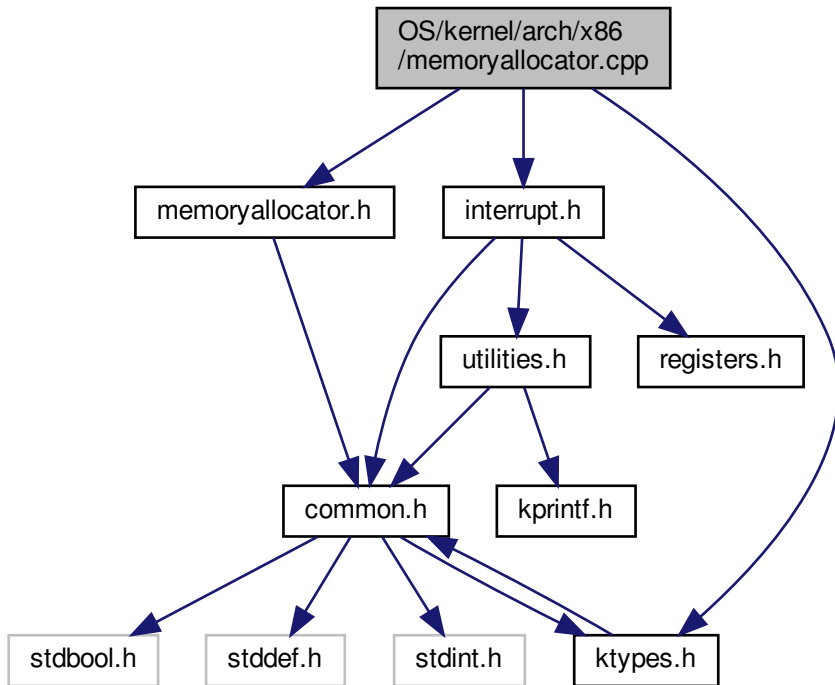 OS/kernel/arch/x86
/memoryallocator.cpp
memoryallocator.h
interrupt.h
utilities.h
registers.h
common.h
kprintf.h
stdbool.h
stddef.h
stdint.h
ktypes.h